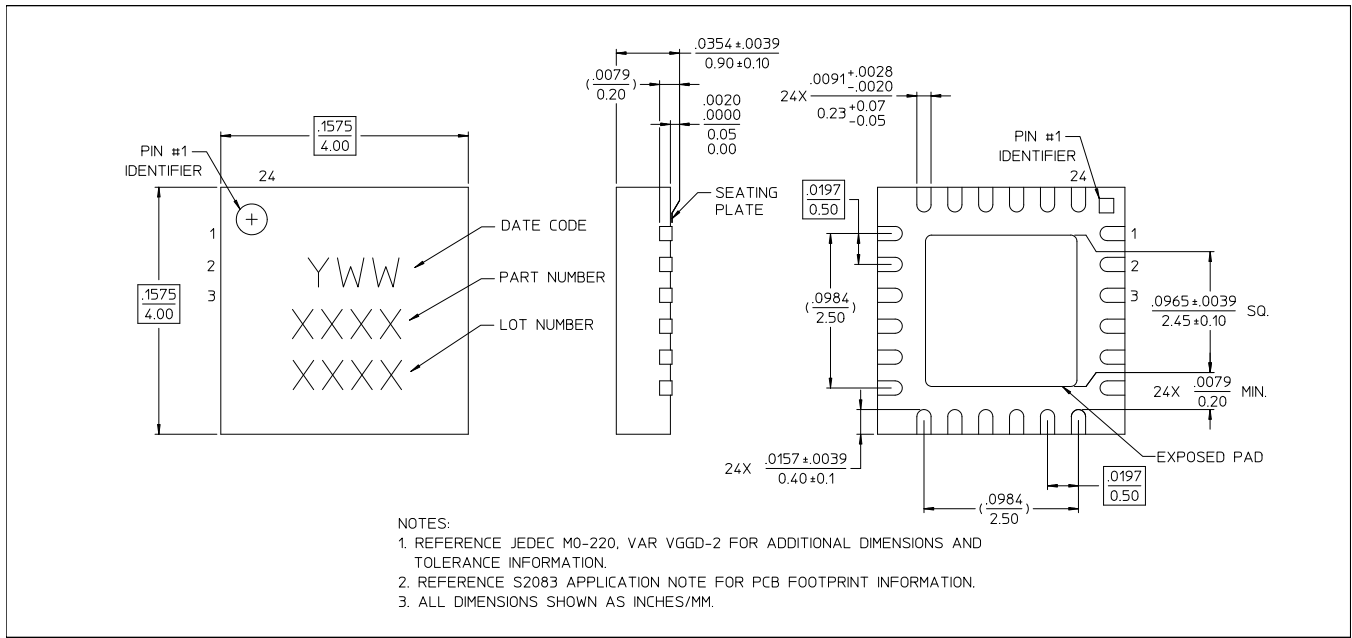 .1575
4.00
PIN #1
IDENTIFIER
24
1
2
3
.1575
4.00
YWW
XXXX
XXXX
DATE CODE
PART NUMBER
LOT NUMBER
.0354 ±.0039
0.90 ±0.10
(.0079)
0.20
.0020
.0000
0.05
0.00
SEATING
PLATE
24X .0091 +.0028 -.0020
0.23 +0.07 -0.05
PIN #1
IDENTIFIER
24
.0197
0.50
1
2
3
(.0984)
2.50
.0965 ±.0039 SQ.
2.45 ±0.10
24X .0079 MIN.
0.20
EXPOSED PAD
24X .0157 ±.0039
0.40 ±0.1
.0197
0.50
(.0984)
2.50
NOTES:
1. REFERENCE JEDEC MO-220, VAR VGGD-2 FOR ADDITIONAL DIMENSIONS AND
TOLERANCE INFORMATION.
2. REFERENCE S2083 APPLICATION NOTE FOR PCB FOOTPRINT INFORMATION.
3. ALL DIMENSIONS SHOWN AS INCHES/MM.